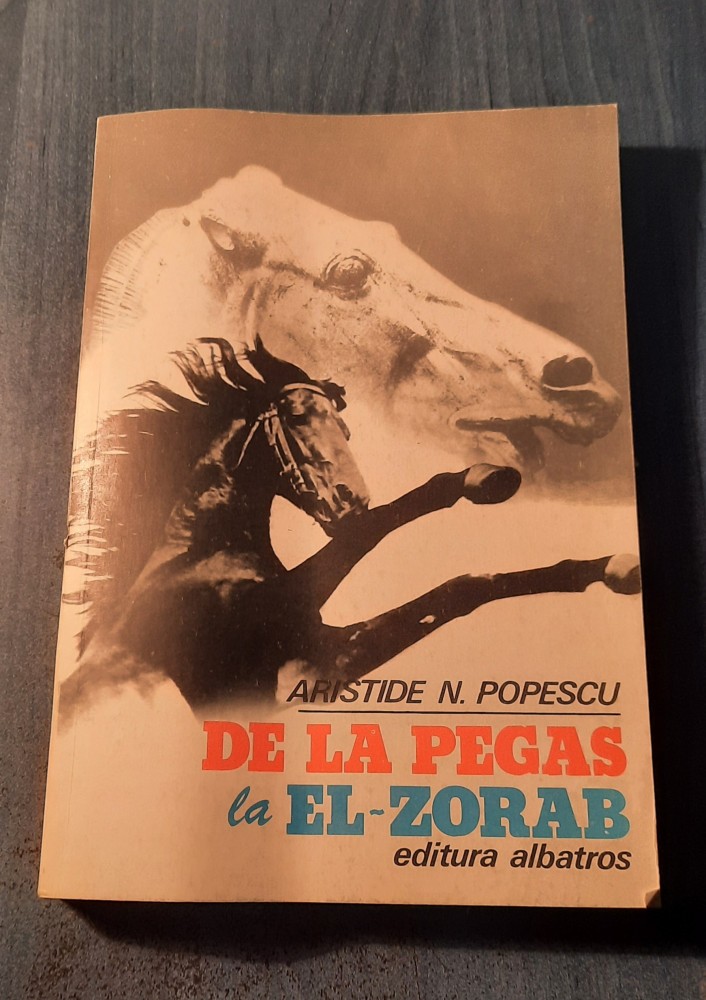 ARISTIDE N. POPESCU
DE LA PEGAS
la EL-ZORAB
editura albatros